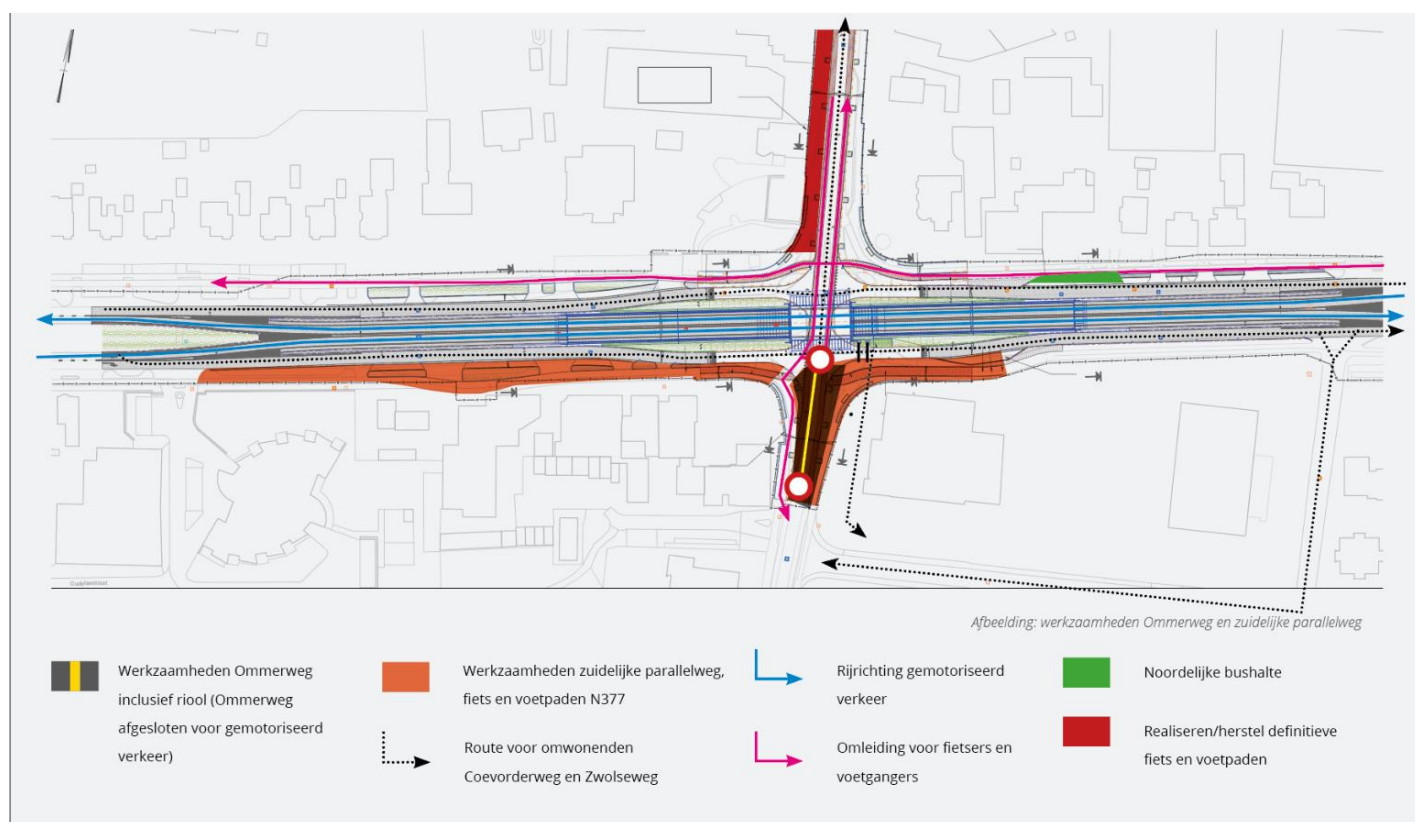 Afbeelding: werkzaamheden Ommerweg en zuidelijke parallelweg
Werkzaamheden Ommerweg
inclusief riool (Ommerweg
afgesloten voor gemotoriseerd
verkeer)
Werkzaamheden zuidelijke parallelweg,
fiets en voetpaden N377
Route voor omwonenden
Coevorderweg en Zwolseweg
Rijrichting gemotoriseerd
verkeer
Omleiding voor fietsers en
voetgangers
Noordelijke bushalte
Realiseren/herstel definitieve
fiets en voetpaden